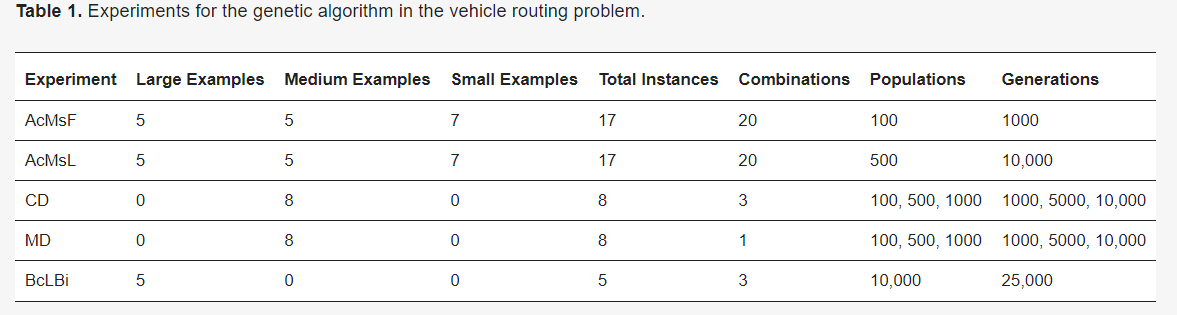 Table 1. Experiments for the genetic algorithm in the vehicle routing problem.
Experiment Large Examples Medium Examples Small Examples Total Instances Combinations Populations Generations
AcMsF 5 5 7 17 20 100 1000
AcMsL 5 5 7 17 20 500 10,000
CD 0 8 0 8 3 100, 500, 1000 1000, 5000, 10,000
MD 0 8 0 8 1 100, 500, 1000 1000, 5000, 10,000
BcLBi 5 0 0 5 3 10,000 25,000